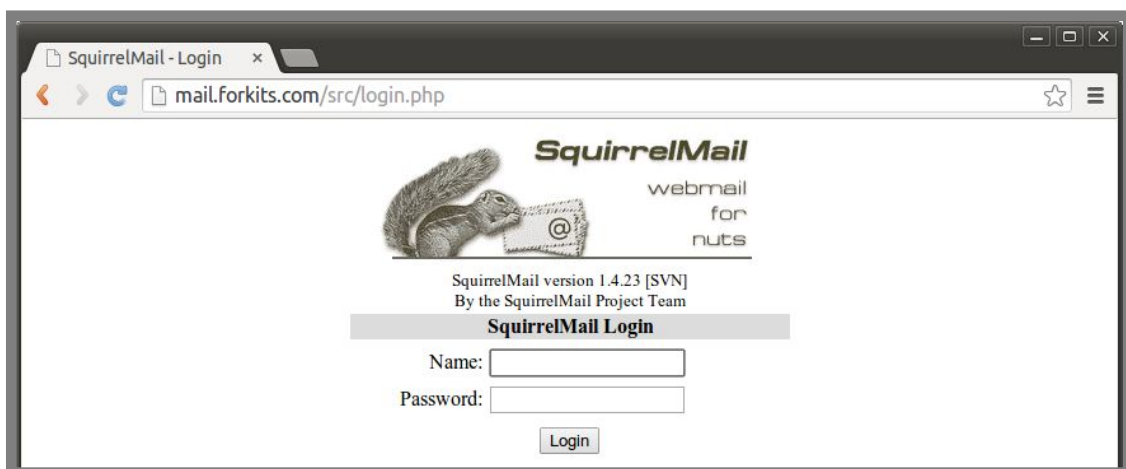 SquirrelMail - Login
mail.forkits.com/src/login.php
SquirrelMail
webmail
for
nuts
@
SquirrelMail version 1.4.23 [SVN]
By the SquirrelMail Project Team
SquirrelMail Login
Name:
Password:
Login